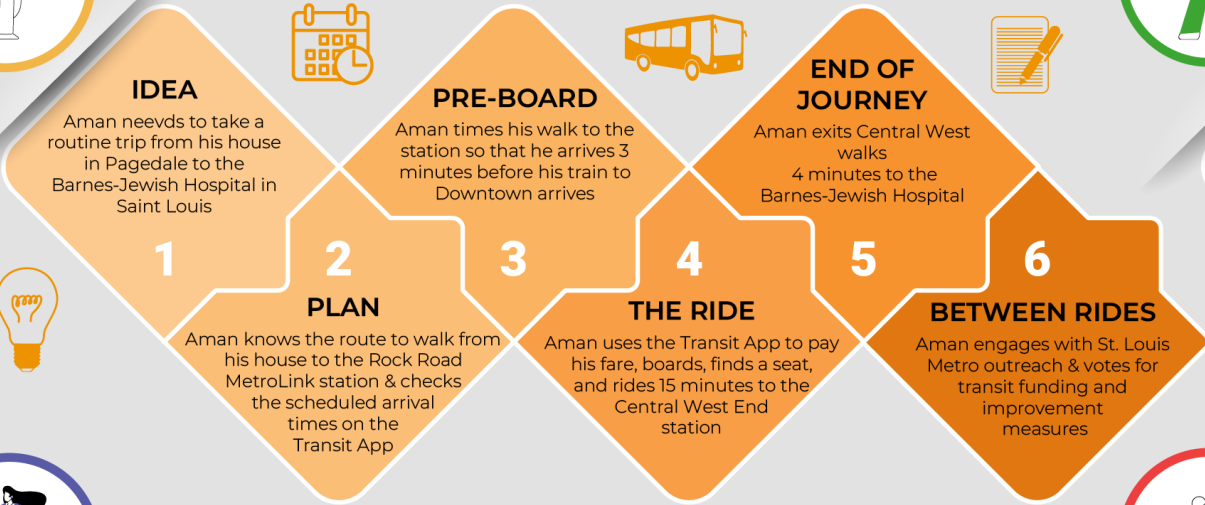 IDEA
Aman neevds to take a
routine trip from his house
in Pagedale to the
Barnes-Jewish Hospital in
Saint Louis
1
2
PLAN
Aman knows the route to walk from
his house to the Rock Road
MetroLink station & checks
the scheduled arrival
times on the
Transit App
PRE-BOARD
Aman times his walk to the
station so that he arrives 3
minutes before his train to
Downtown arrives
3
4
THE RIDE
Aman uses the Transit App to pay
his fare, boards, finds a seat,
and rides 15 minutes to the
Central West End
station
END OF
JOURNEY
Aman exits Central West
walks
4 minutes to the
Barnes-Jewish Hospital
5
6
BETWEEN RIDES
Aman engages with St. Louis
Metro outreach & votes for
transit funding and
improvement
measures